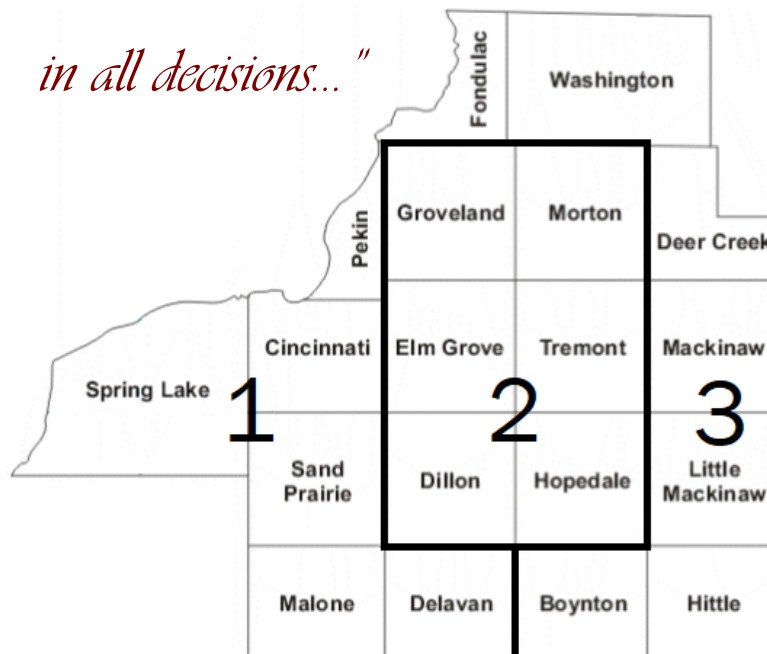 in all decisions..."
Fondulac
Washington
Groveland
Morton
Pekin
Deer Creek
Cincinnati
Elm Grove
Tremont
Mackinaw
Spring Lake
1
2
3
Sand
Prairie
Dillon
Hopedale
Little
Mackinaw
Malone
Delavan
Boynton
Hittle